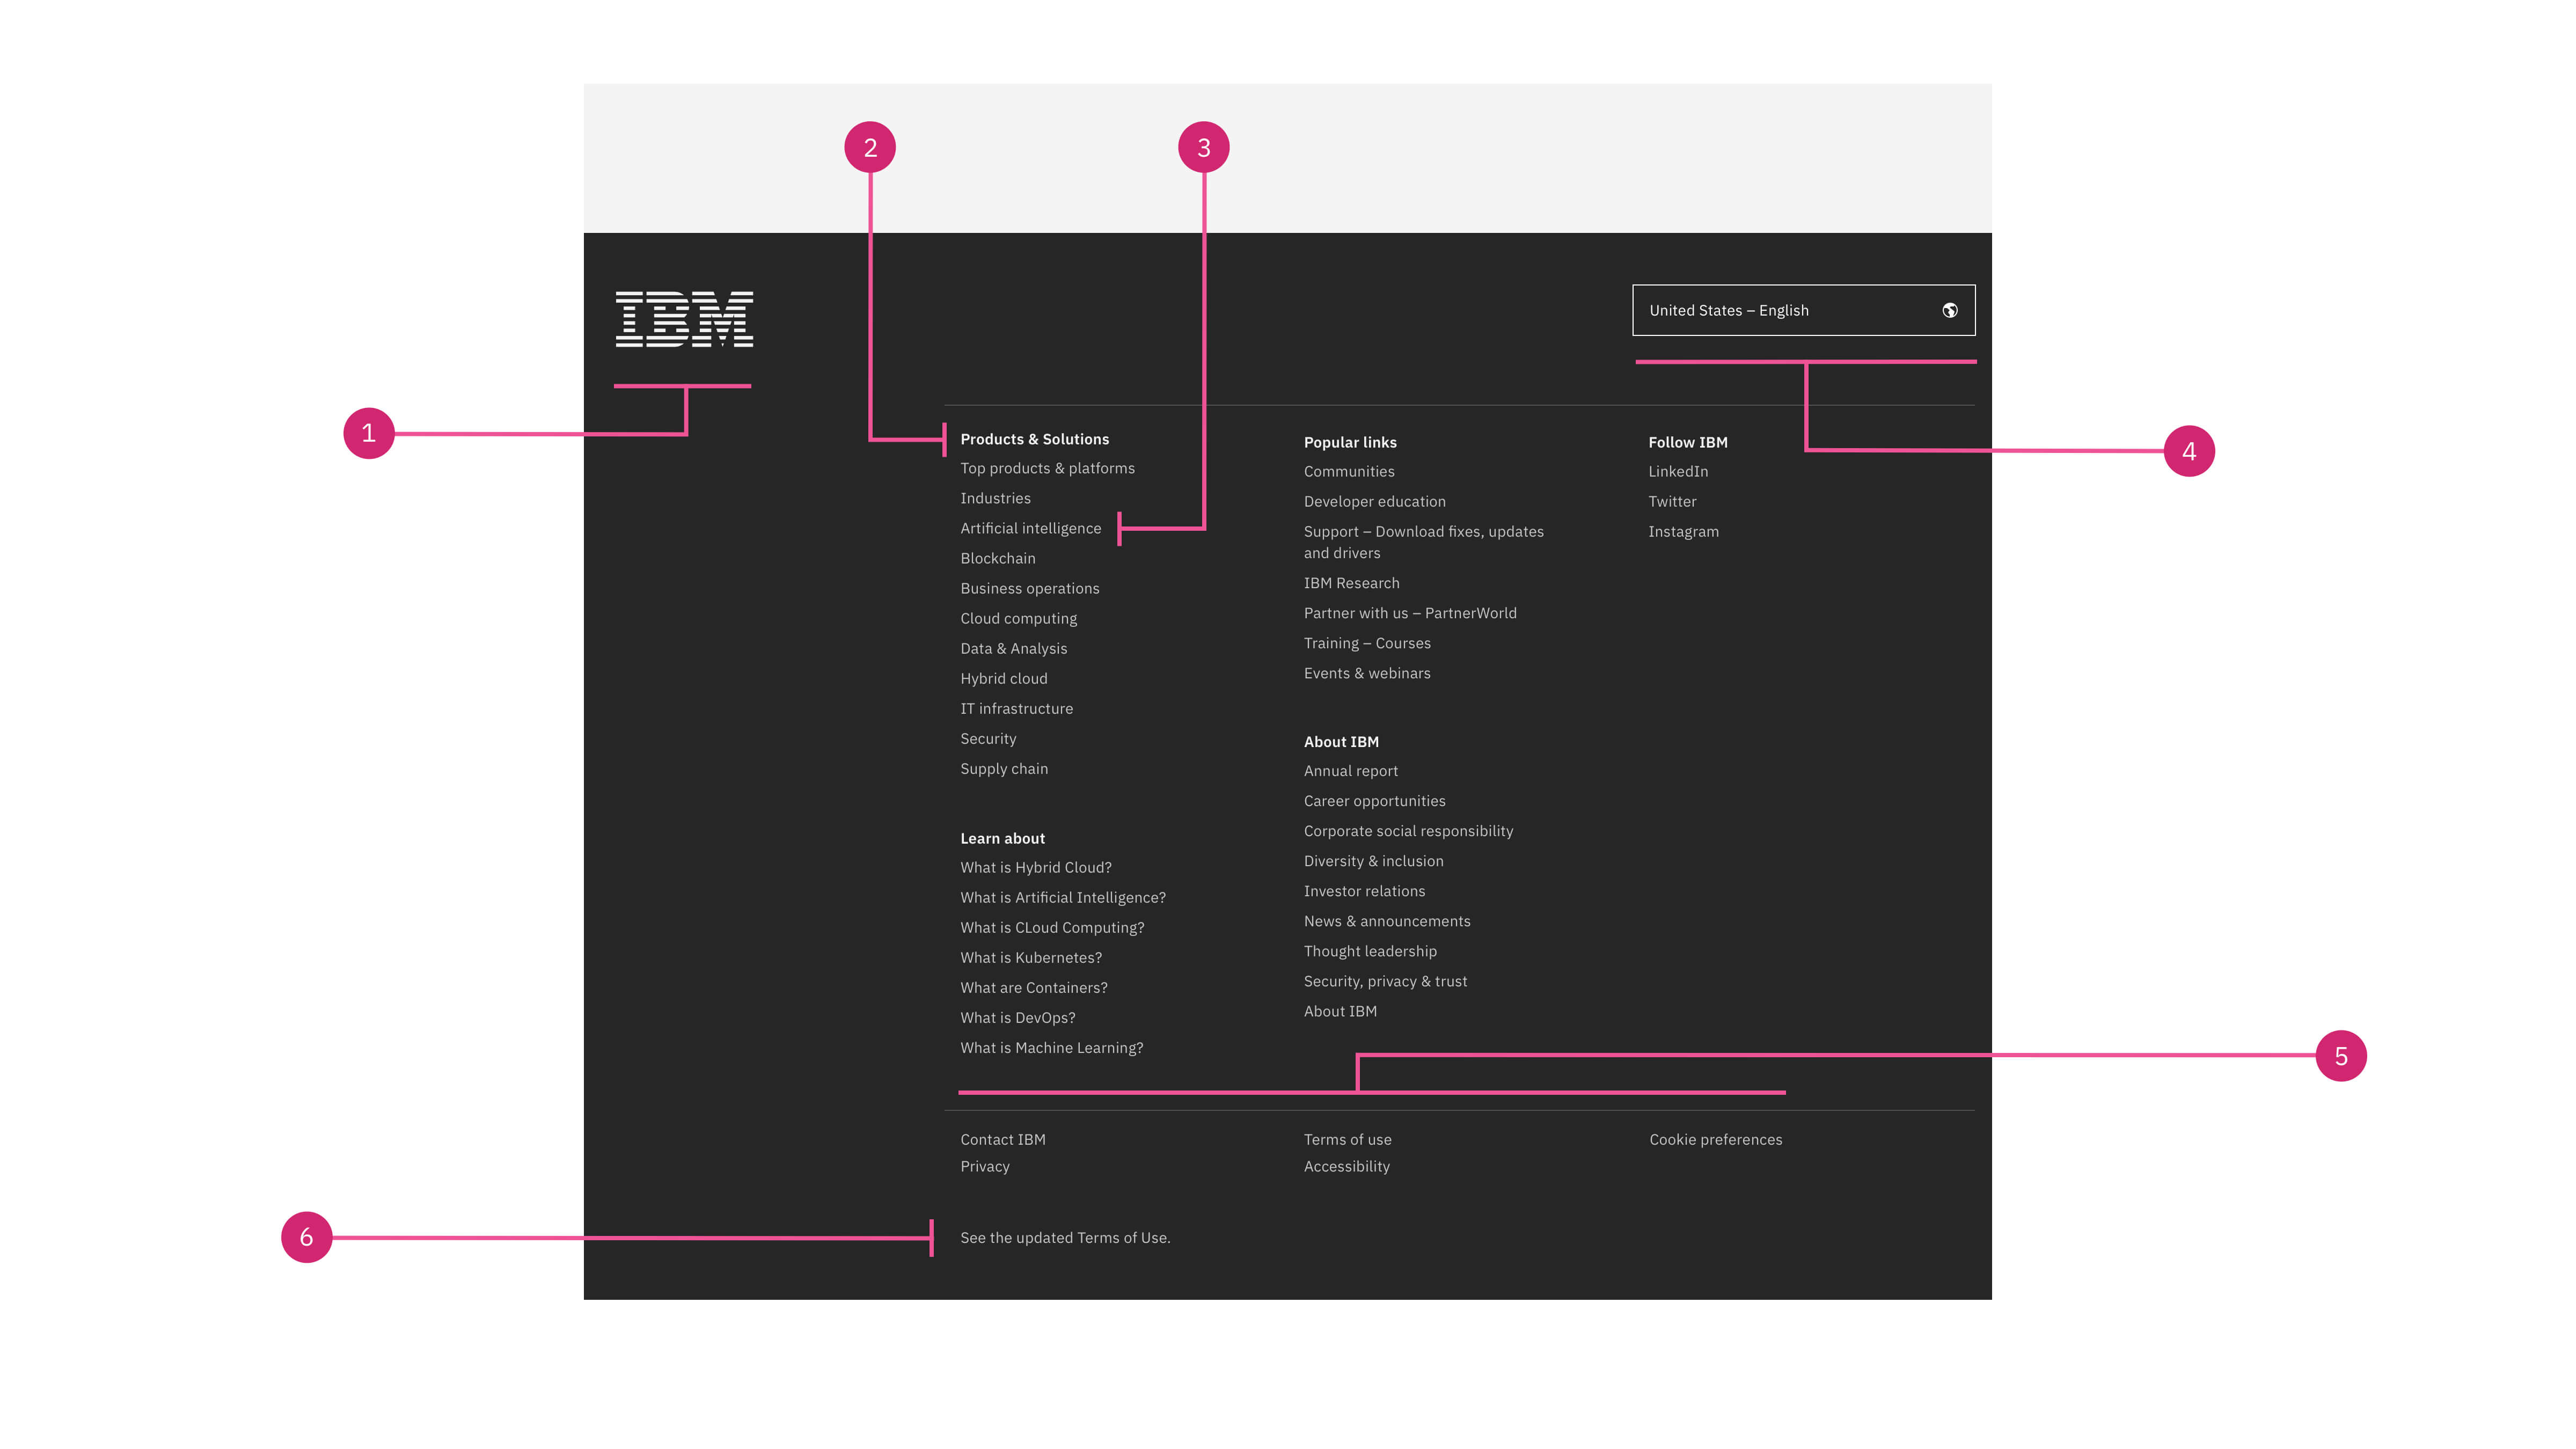 2
3
IBM
United States – English
1
4
Products & Solutions
Top products & platforms
Industries
Artificial intelligence
Blockchain
Business operations
Cloud computing
Data & Analysis
Hybrid cloud
IT infrastructure
Security
Supply chain
Learn about
What is Hybrid Cloud?
What is Artificial Intelligence?
What is CLoud Computing?
What is Kubernetes?
What are Containers?
What is DevOps?
What is Machine Learning?
Popular links
Communities
Developer education
Support – Download fixes, updates
and drivers
IBM Research
Partner with us – PartnerWorld
Training – Courses
Events & webinars
About IBM
Annual report
Career opportunities
Corporate social responsibility
Diversity & inclusion
Investor relations
News & announcements
Thought leadership
Security, privacy & trust
About IBM
Follow IBM
LinkedIn
Twitter
Instagram
5
Contact IBM
Privacy
Terms of use
Accessibility
Cookie preferences
6
See the updated Terms of Use.